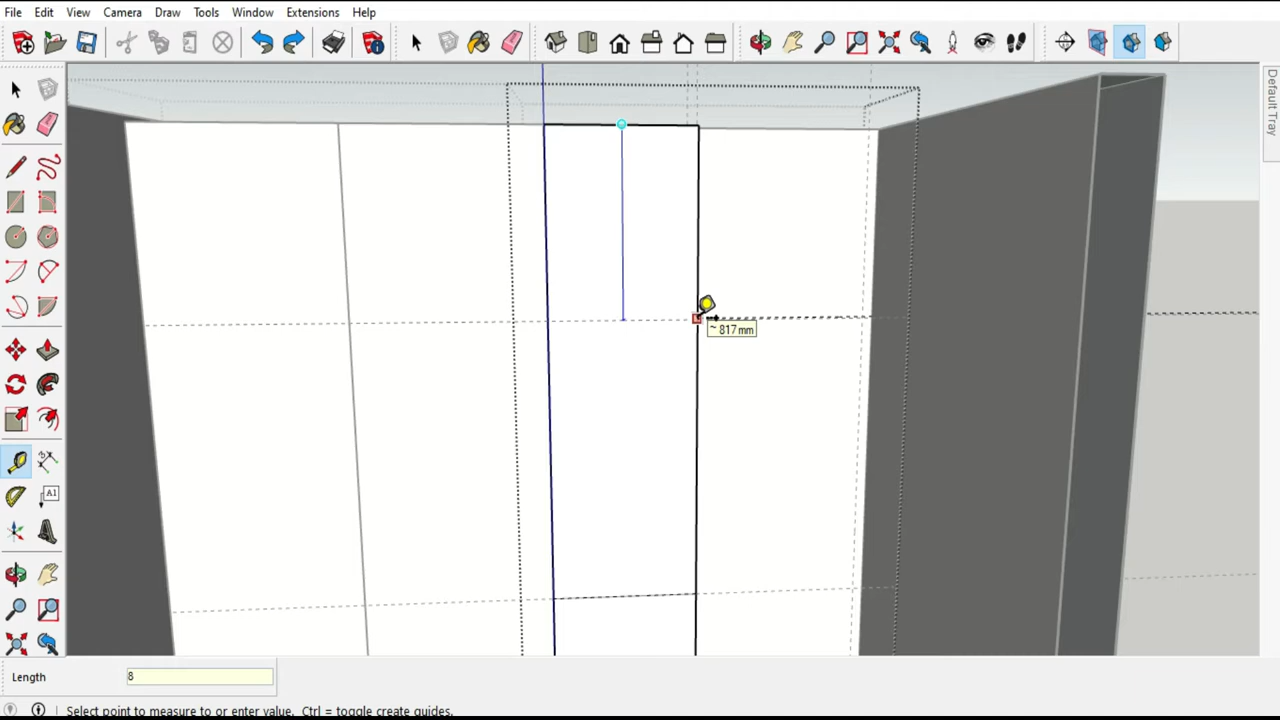 File Edit View Camera Draw Tools Window Extensions Help
Default Tray
~ 817 mm
A1
Length 8
Select point to measure to or enter value. Ctrl = toggle create guides.